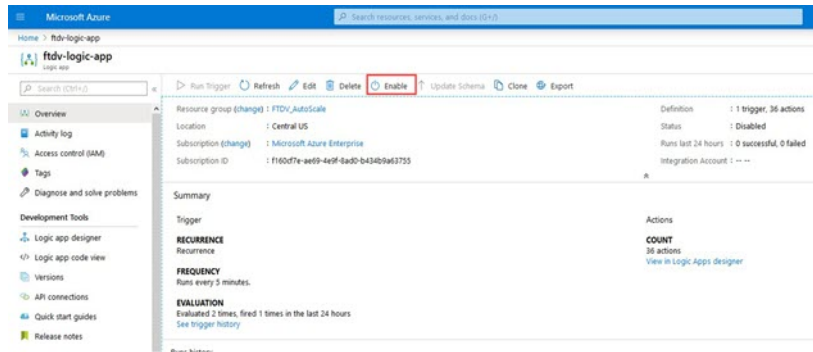 Microsoft Azure
Search resources, services, and docs (G+/)
Home > ftdv-logic-app
ftdv-logic-app
Logic app
Search (Ctrl+/)
«
Run Trigger Refresh Edit Delete Enable Update Schema Clone Export
Overview
Activity log
Access control (IAM)
Tags
Diagnose and solve problems
Development Tools
Logic app designer
Logic app code view
Versions
API connections
Quick start guides
Release notes
Resource group (change) : FTDV_AutoScale
Location : Central US
Subscription (change) : Microsoft Azure Enterprise
Subscription ID : f160cf7e-ae69-4e9f-8ad0-b434b9a63755
Definition : 1 trigger, 36 actions
Status : Disabled
Runs last 24 hours : 0 successful, 0 failed
Integration Account : -- --
Summary
Trigger
RECURRENCE
Recurrence
FREQUENCY
Runs every 5 minutes.
EVALUATION
Evaluated 2 times, fired 1 times in the last 24 hours
See trigger history
Actions
COUNT
36 actions
View in Logic Apps designer
Runs history